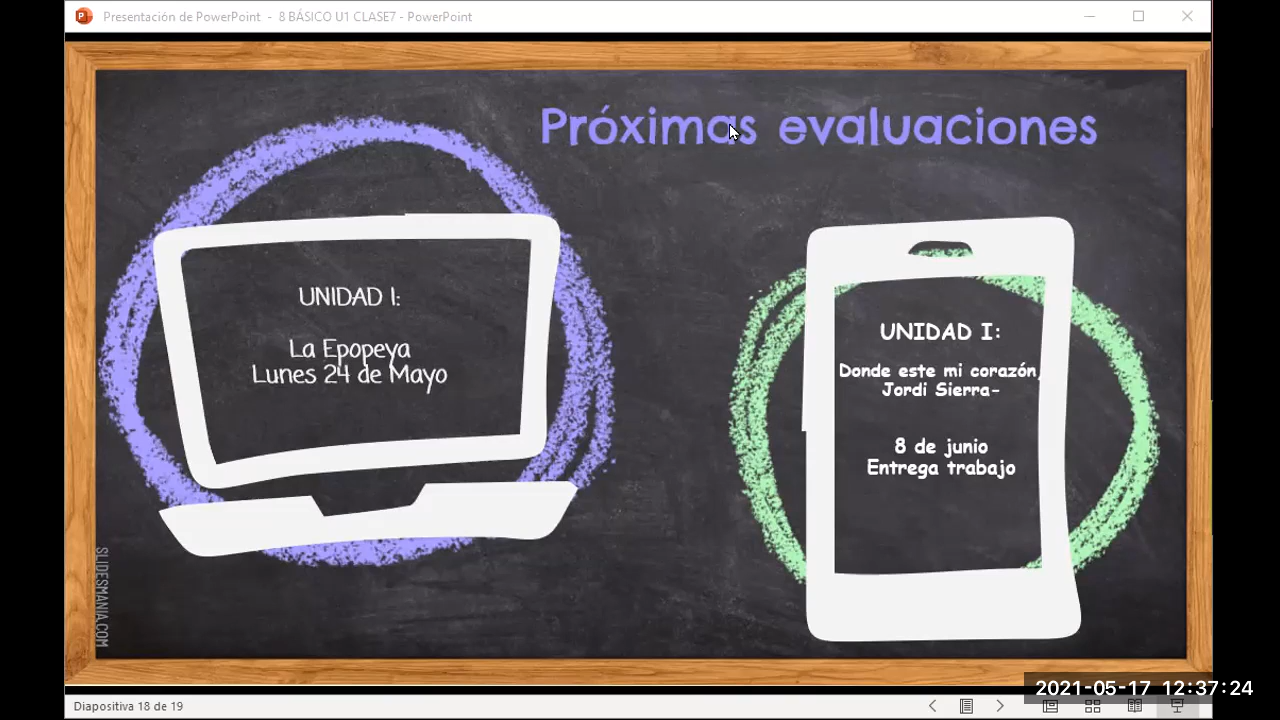 Presentación de PowerPoint - 8 BÁSICO U1 CLASE7 - PowerPoint
Próximas evaluaciones
UNIDAD I:
La Epopeya
Lunes 24 de Mayo
UNIDAD I:
Donde este mi corazón,
Jordi Sierra-
8 de junio
Entrega trabajo
SLIDESMANIA.COM
Diapositiva 18 de 19
2021-05-17 12:37:24